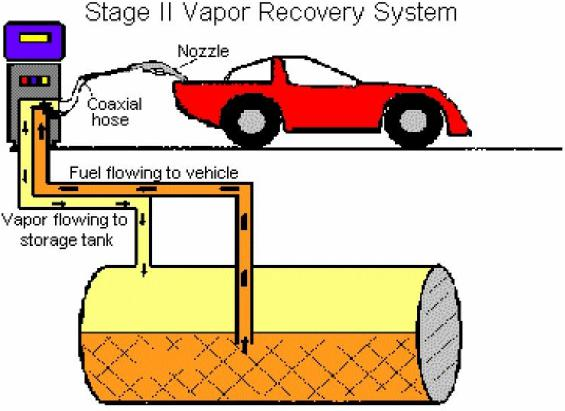 Stage II Vapor Recovery System
Nozzle
Coaxial
hose
Fuel flowing to vehicle
Vapor flowing to
storage tank